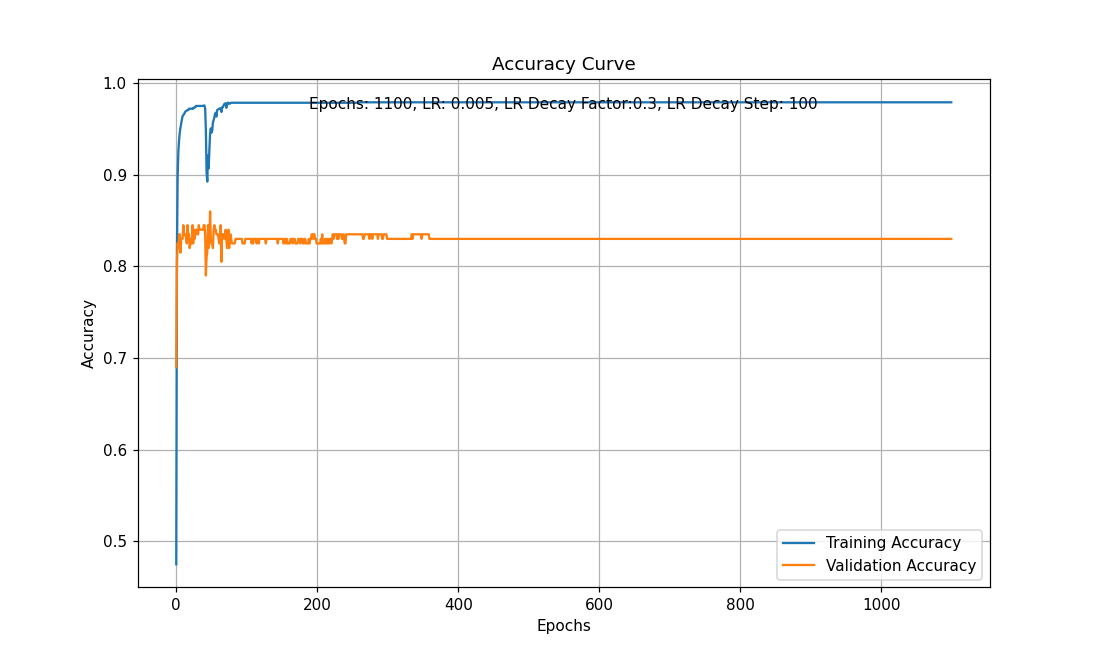 Accuracy Curve
Epochs: 1100, LR: 0.005, LR Decay Factor:0.3, LR Decay Step: 100
1.0
0.9
0.8
0.7
0.6
0.5
Accuracy
Training Accuracy
Validation Accuracy
0 200 400 600 800 1000
Epochs